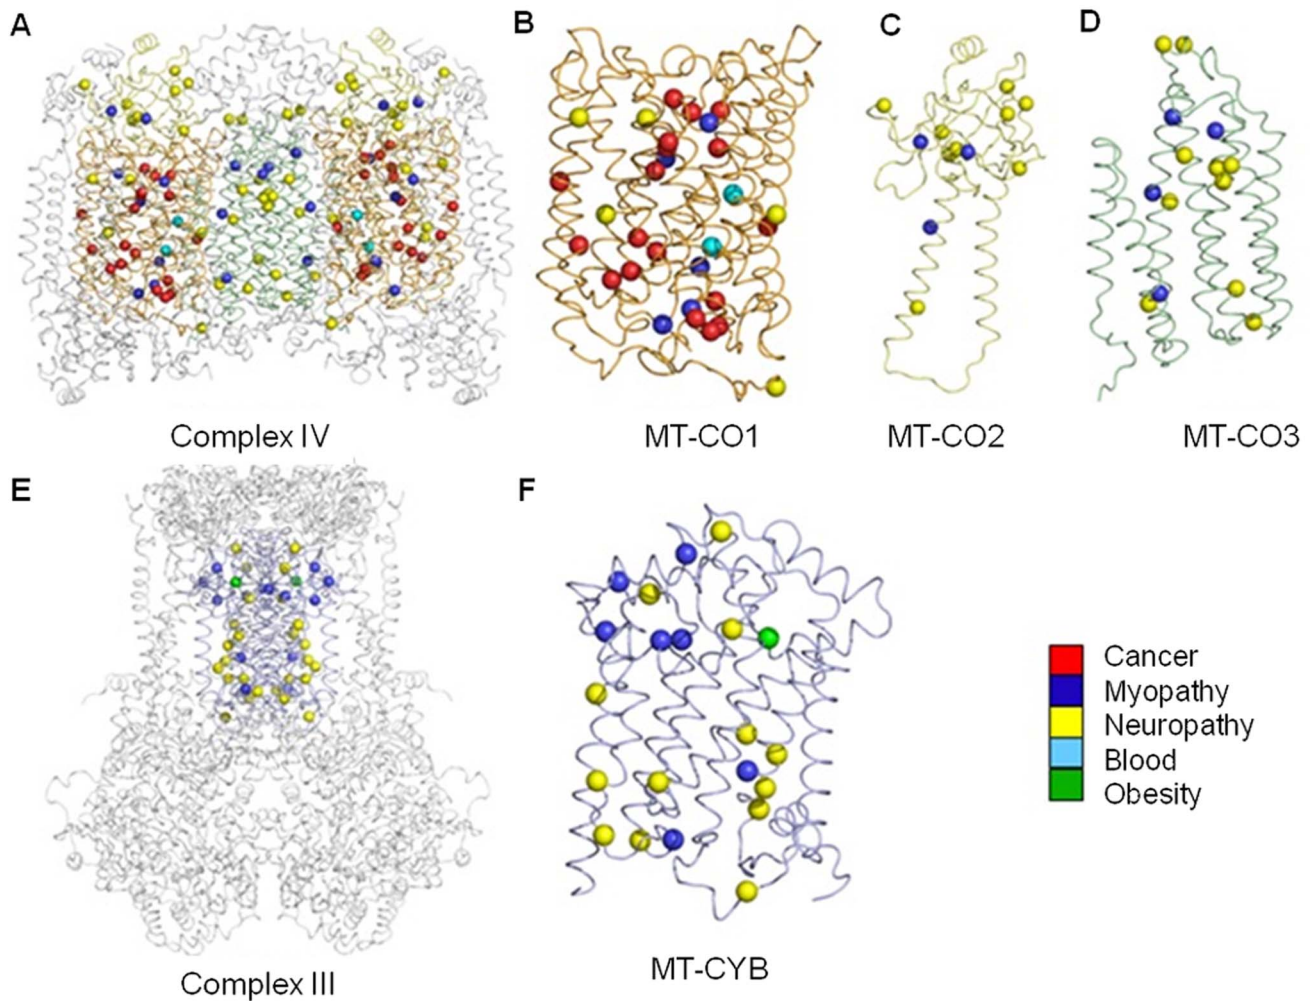 A
B
C
D
Complex IV
MT-CO1
MT-CO2
MT-CO3
E
F
Cancer
Myopathy
Neuropathy
Blood
Obesity
Complex III
MT-CYB